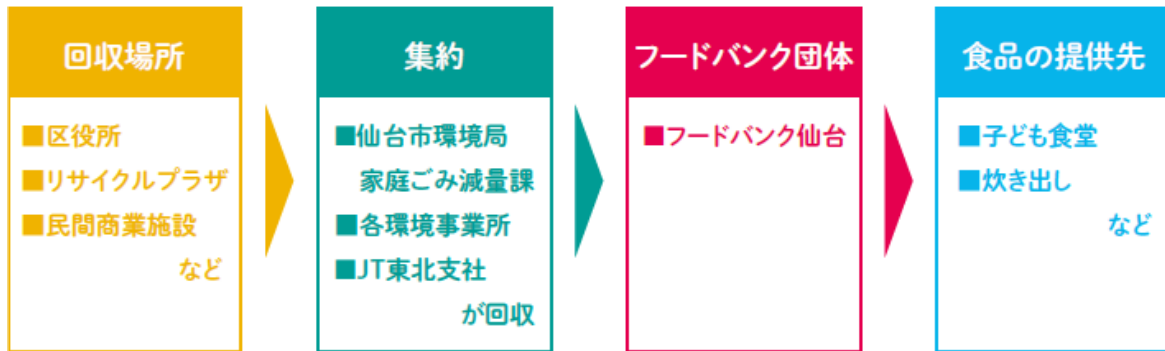 回収場所
■区役所
■リサイクルプラザ
■民間商業施設
など
集約
■仙台市環境局
家庭ごみ減量課
■各環境事業所
■JT東北支社
が回収
フードバンク団体
■フードバンク仙台
食品の提供先
■子ども食堂
■炊き出し
など